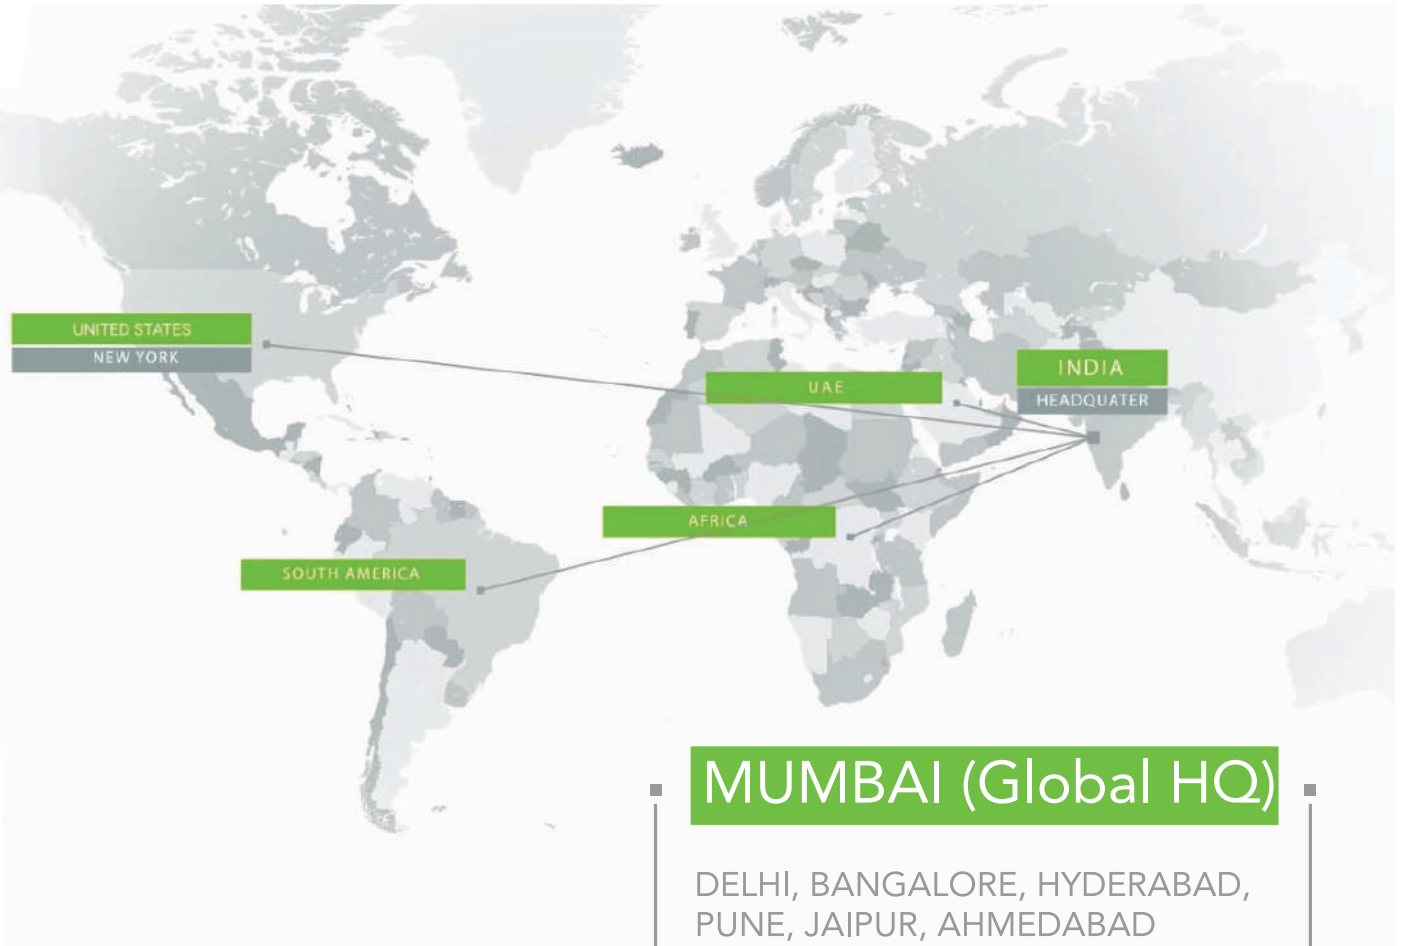 UNITED STATES
NEW YORK
UAE
INDIA
HEADQUATER
AFRICA
SOUTH AMERICA
MUMBAI (Global HQ)
DELHI, BANGALORE, HYDERABAD,
PUNE, JAIPUR, AHMEDABAD